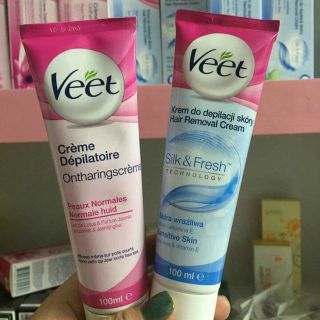 Veet
Crème
Dépilatoire
Ontharingscrème
Peaux Normales
Normale huid
100ml e
Veet
Krem do depilacji skóry
Hair Removal Cream
Silk & Fresh™
TECHNOLOGY
Skóra wrażliwa
Sensitive Skin
100 ml e